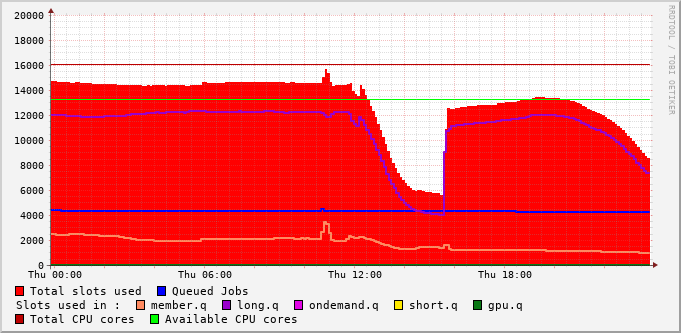 RRDTOOL / TOBI OETIKER
20000
18000
16000
14000
12000
10000
8000
6000
4000
2000
0
Thu 00:00 Thu 06:00 Thu 12:00 Thu 18:00
Total slots used Queued Jobs
Slots used in : member.q long.q ondemand.q short.q gpu.q
Total CPU cores Available CPU cores